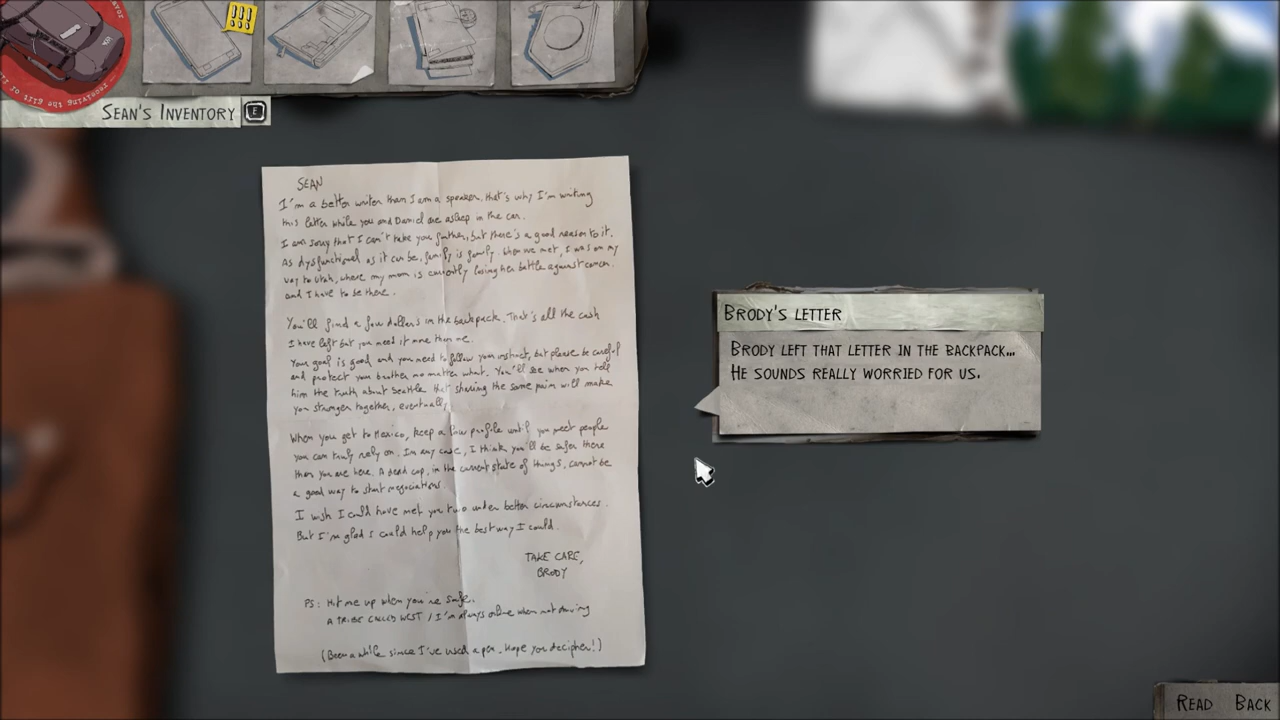 SEAN'S INVENTORY E
SEAN
I'm a better writer than I am a speaker, that's why I'm writing
this letter while you and Daniel are asleep in the car.
I am sorry that I can't take you further, but there's a good reason to it.
As dysfunctional as it can be, family is family. When we met, I was on my
way to Utah, where my mom is currently losing her battle against cancer.
and I have to be there.
You'll find a few dollars in the backpack. That's all the cash
I have left but you need it more than me.
Your goal is good and you need to follow your instinct, but please be careful
and protect your brother no matter what. You'll see when you tell
him the truth about Seattle that sharing the same pain will make
you stronger together, eventually.
When you get to Mexico, keep a low profile until you meet people
you can truly rely on. In any case, I think you'll be safer there
than you are here. A dead cop, in the current state of things, cannot be
a good way to start negociations.
I wish I could have met you two under better circumstances.
But I'm glad I could help you the best way I could.
TAKE CARE,
BRODY
PS: Hit me up when you're safe.
A TRIBE CALLED WEST / I'm always online when not driving
(Been a while since I've used a pen. Hope you decipher!)
BRODY'S LETTER
BRODY LEFT THAT LETTER IN THE BACKPACK...
HE SOUNDS REALLY WORRIED FOR US.
READ BACK